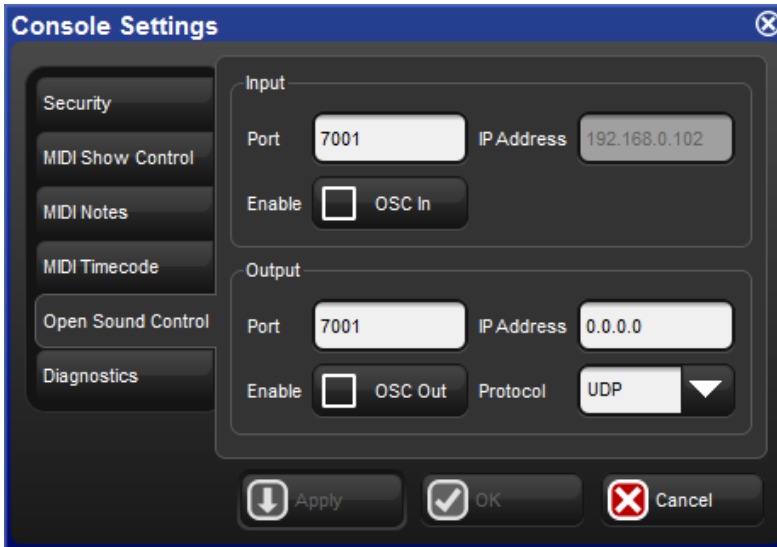 Console Settings
Security
MIDI Show Control
MIDI Notes
MIDI Timecode
Open Sound Control
Diagnostics
Input
Port 7001 IP Address 192.168.0.102
Enable OSC In
Output
Port 7001 IP Address 0.0.0.0
Enable OSC Out Protocol UDP
Apply OK Cancel